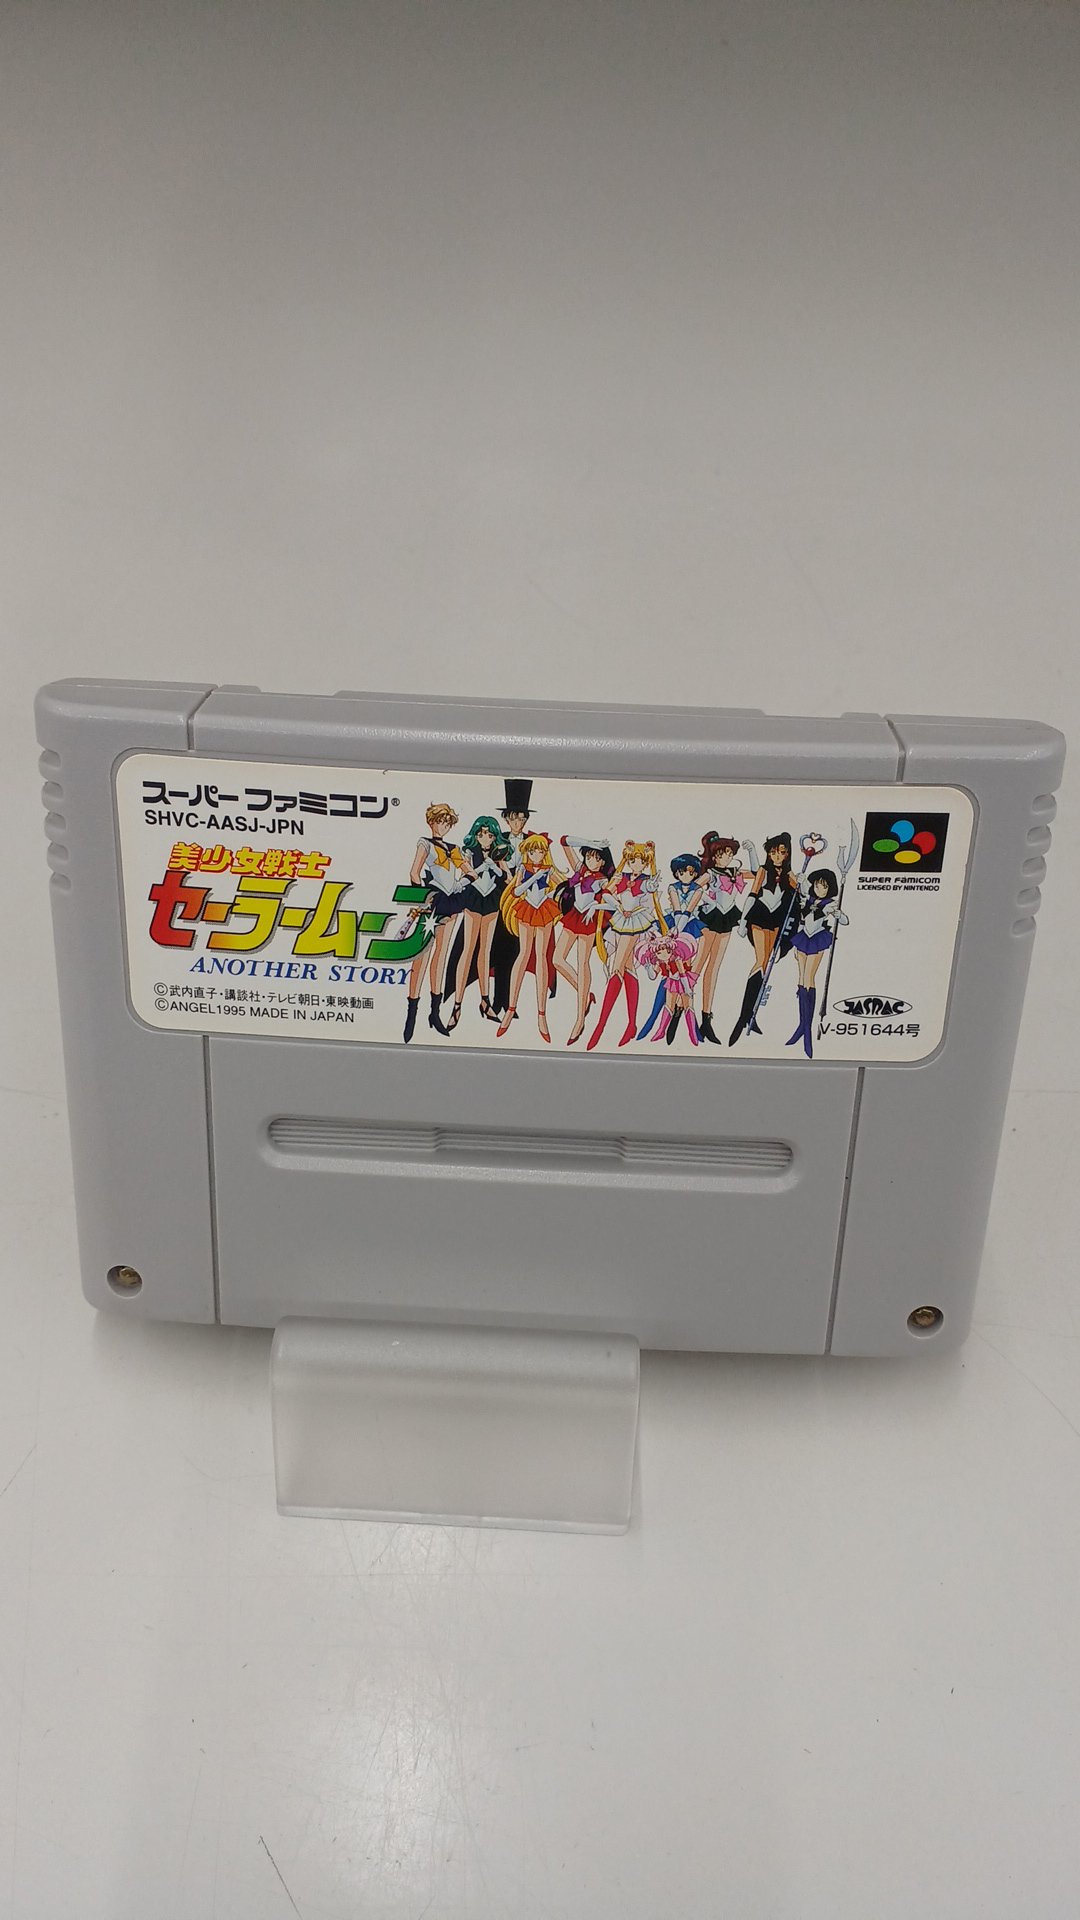 スーパーファミコン®
SHVC-AASJ-JPN
美少女戦士
セーラームーン
ANOTHER STORY
©武内直子・講談社・テレビ朝日・東映動画
©ANGEL1995 MADE IN JAPAN
SUPER FAMICOM
LICENSED BY NINTENDO
JASRAC
V-951644号